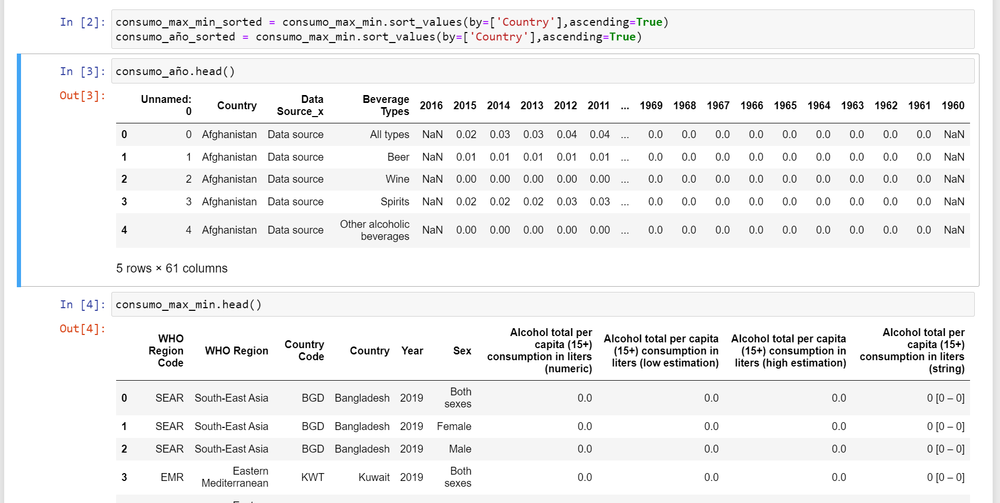 In [2]: consumo_max_min_sorted = consumo_max_min.sort_values(by=['Country'],ascending=True)
consumo_año_sorted = consumo_max_min.sort_values(by=['Country'],ascending=True)
In [3]: consumo_año.head()
Out[3]:
Unnamed: 0 Country Data Source_x Beverage Types 2016 2015 2014 2013 2012 2011 ... 1969 1968 1967 1966 1965 1964 1963 1962 1961 1960
0 0 Afghanistan Data source All types NaN 0.02 0.03 0.03 0.04 0.04 ... 0.0 0.0 0.0 0.0 0.0 0.0 0.0 0.0 0.0 NaN
1 1 Afghanistan Data source Beer NaN 0.01 0.01 0.01 0.01 0.01 ... 0.0 0.0 0.0 0.0 0.0 0.0 0.0 0.0 0.0 NaN
2 2 Afghanistan Data source Wine NaN 0.00 0.00 0.00 0.00 0.00 ... 0.0 0.0 0.0 0.0 0.0 0.0 0.0 0.0 0.0 NaN
3 3 Afghanistan Data source Spirits NaN 0.02 0.02 0.02 0.03 0.03 ... 0.0 0.0 0.0 0.0 0.0 0.0 0.0 0.0 0.0 NaN
4 4 Afghanistan Data source Other alcoholic beverages NaN 0.00 0.00 0.00 0.00 0.00 ... 0.0 0.0 0.0 0.0 0.0 0.0 0.0 0.0 0.0 NaN
5 rows × 61 columns
In [4]: consumo_max_min.head()
Out[4]:
WHO Region Code WHO Region Country Code Country Year Sex Alcohol total per capita (15+) consumption in liters (numeric) Alcohol total per capita (15+) consumption in liters (low estimation) Alcohol total per capita (15+) consumption in liters (high estimation) Alcohol total per capita (15+) consumption in liters (string)
0 SEAR South-East Asia BGD Bangladesh 2019 Both sexes 0.0 0.0 0.0 0 [0 – 0]
1 SEAR South-East Asia BGD Bangladesh 2019 Female 0.0 0.0 0.0 0 [0 – 0]
2 SEAR South-East Asia BGD Bangladesh 2019 Male 0.0 0.0 0.0 0 [0 – 0]
3 EMR Eastern Mediterranean KWT Kuwait 2019 Both sexes 0.0 0.0 0.0 0 [0 – 0]